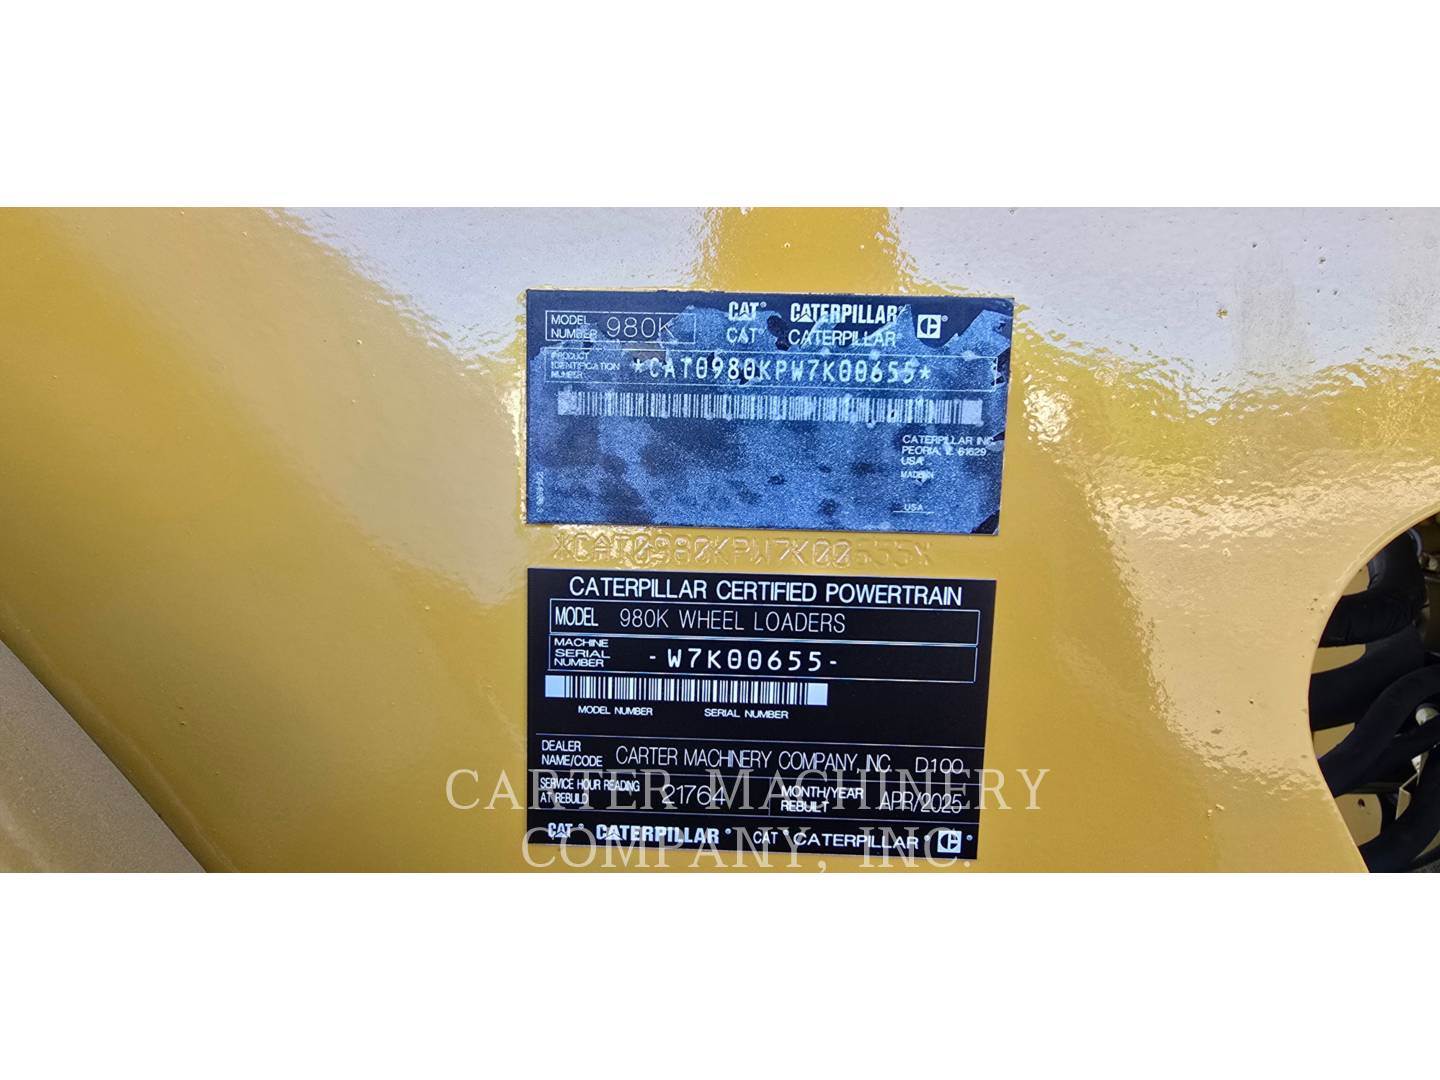 CAT® CATERPILLAR®
CAT® CATERPILLAR®
MODEL NUMBER 980K
PRODUCT IDENTIFICATION NUMBER *CAT0980KPW7K00655*
CATERPILLAR INC.
PEORIA, IL 61629
USA
MADE IN
USA
*CAT0980KPW7K00655*
CATERPILLAR CERTIFIED POWERTRAIN
MODEL 980K WHEEL LOADERS
MACHINE SERIAL NUMBER -W7K00655-
MODEL NUMBER SERIAL NUMBER
DEALER NAME/CODE CARTER MACHINERY COMPANY, INC. D100
SERVICE HOUR READING AT REBUILD 21764 MONTH/YEAR REBUILT APR/2025
CAT® CATERPILLAR® CAT® CATERPILLAR®
CARTER MACHINERY
COMPANY, INC.